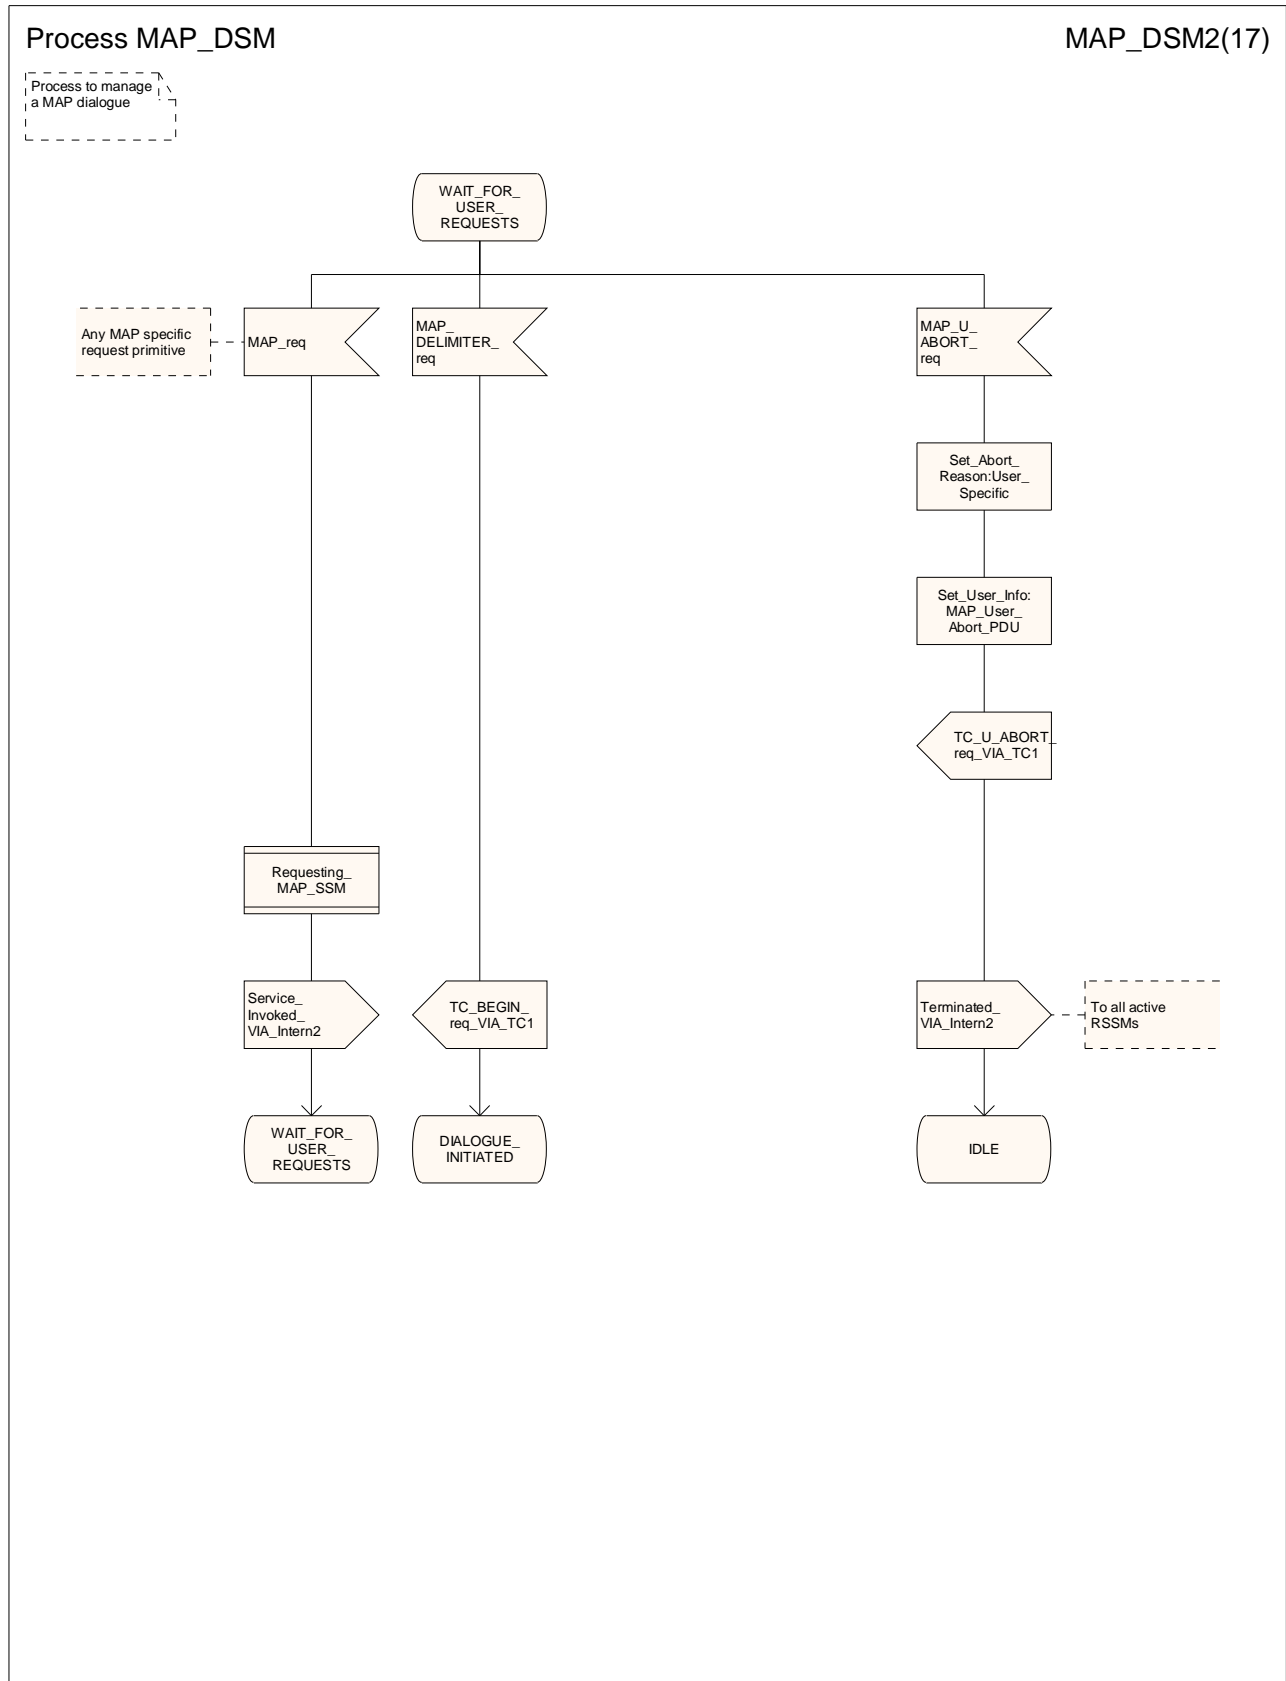 Process MAP_DSM
MAP_DSM2(17)
Process to manage
a MAP dialogue
WAIT_FOR_
USER_
REQUESTS
Any MAP specific
request primitive
MAP_req
MAP_
DELIMITER_
req
MAP_U_
ABORT_
req
Set_Abort_
Reason:User_
Specific
Set_User_Info:
MAP_User_
Abort_PDU
TC_U_ABORT_
req_VIA_TC1
Requesting_
MAP_SSM
Service_
Invoked_
VIA_Intern2
TC_BEGIN_
req_VIA_TC1
Terminated_
VIA_Intern2
To all active
RSSMs
WAIT_FOR_
USER_
REQUESTS
DIALOGUE_
INITIATED
IDLE